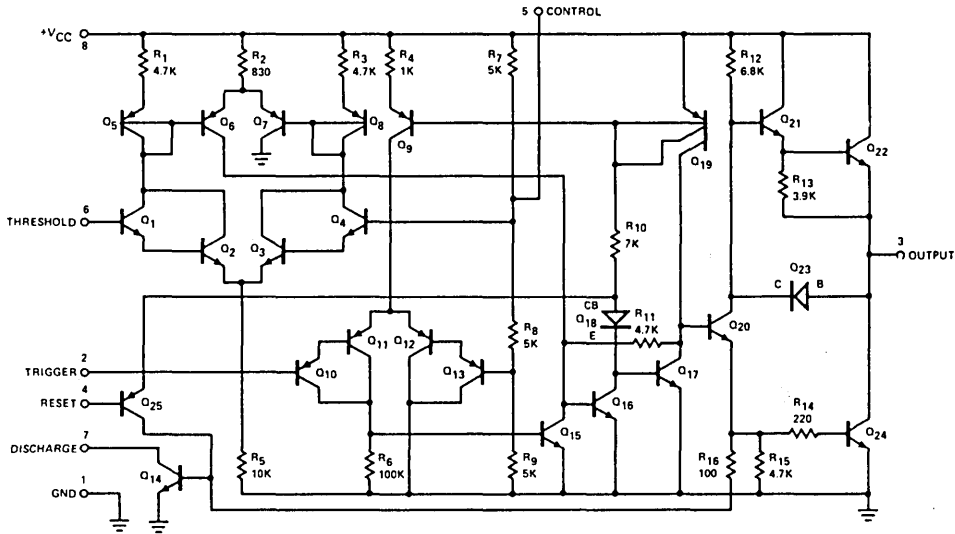 5 CONTROL
+VCC
8
R1
4.7K
R2
830
R3
4.7K
R4
1K
R7
5K
R12
6.8K
Q5
Q6
Q7
Q8
Q9
Q19
Q21
Q22
R13
3.9K
6
THRESHOLD
Q1
Q2
Q3
Q4
R10
7K
3
OUTPUT
Q23
C
B
CB
Q18
E
R11
4.7K
Q20
R8
5K
Q11
Q12
2
TRIGGER
Q10
Q13
Q17
4
RESET
Q25
Q16
Q15
R14
220
Q24
7
DISCHARGE
Q14
R5
10K
R6
100K
R9
5K
R16
100
R15
4.7K
1
GND